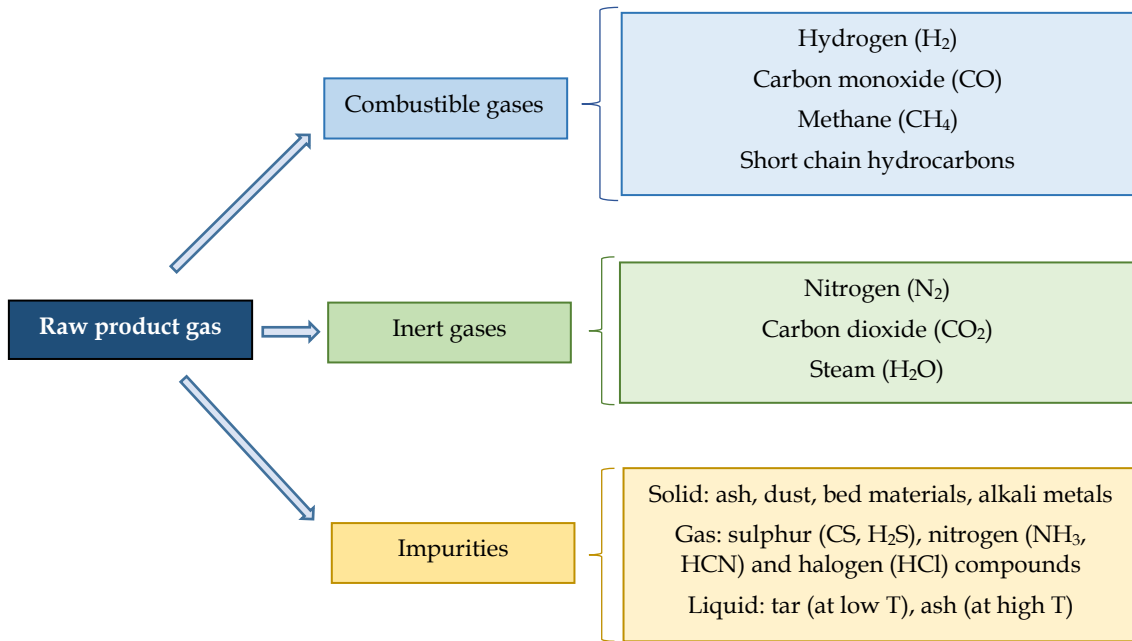 Raw product gas
Combustible gases
Hydrogen (H₂)
Carbon monoxide (CO)
Methane (CH₄)
Short chain hydrocarbons
Inert gases
Nitrogen (N₂)
Carbon dioxide (CO₂)
Steam (H₂O)
Impurities
Solid: ash, dust, bed materials, alkali metals
Gas: sulphur (CS, H₂S), nitrogen (NH₃,
HCN) and halogen (HCl) compounds
Liquid: tar (at low T), ash (at high T)